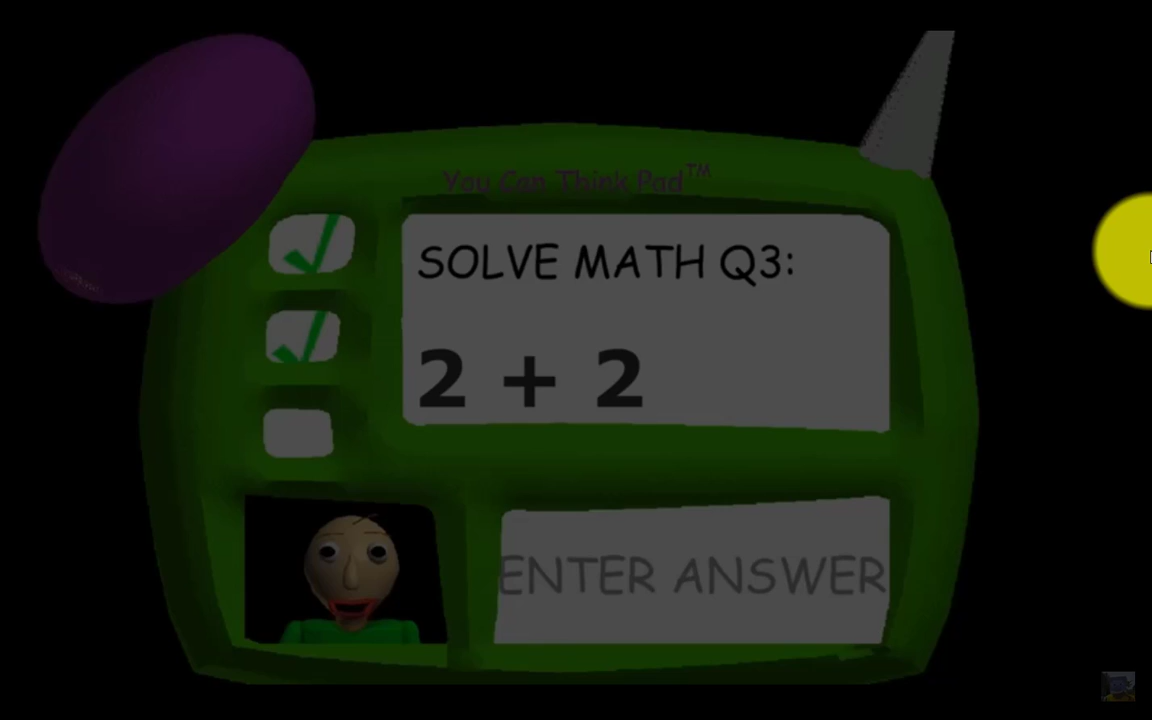 You Can Think Pad™
SOLVE MATH Q3:
2 + 2
ENTER ANSWER